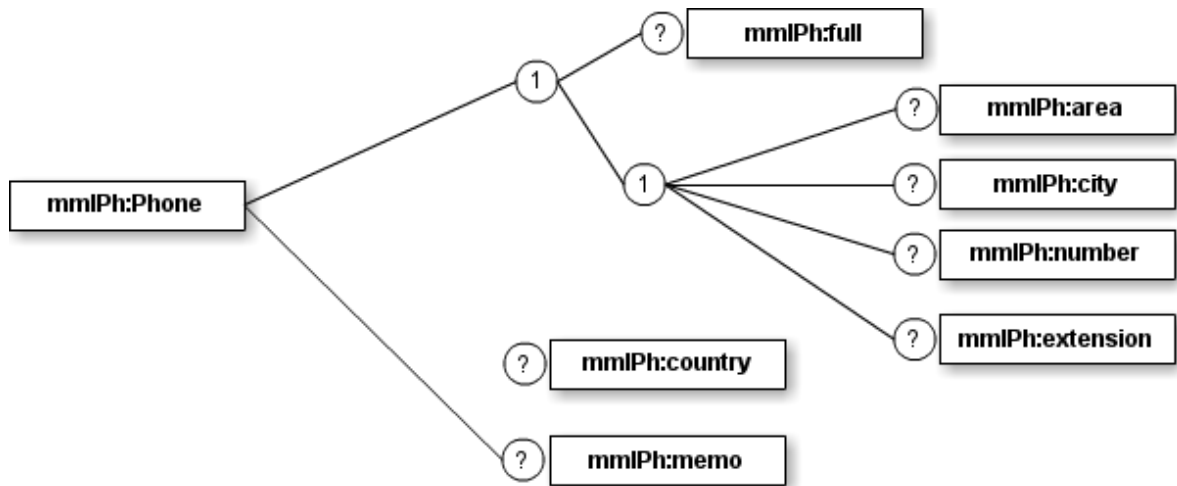 ? mmlPh:full
1
? mmlPh:area
1
? mmlPh:city
mmlPh:Phone
? mmlPh:number
? mmlPh:extension
? mmlPh:country
? mmlPh:memo